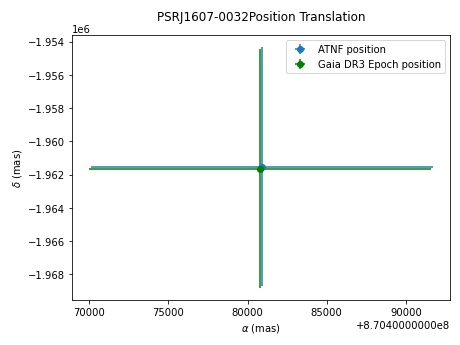 PSRJ1607-0032Position Translation
1e6
ATNF position
Gaia DR3 Epoch position
−1.954
−1.956
−1.958
−1.960
−1.962
−1.964
−1.966
−1.968
δ (mas)
70000 75000 80000 85000 90000
+8.7040000000e8
α (mas)